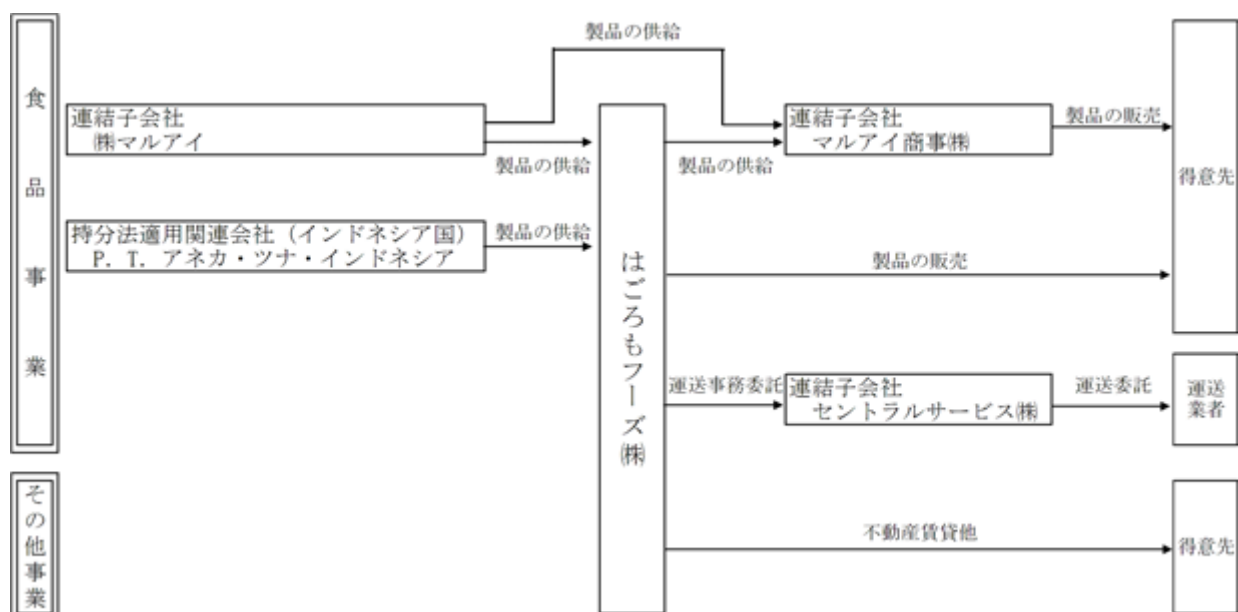 食品事業
製品の供給
連結子会社
㈱マルアイ
製品の供給
持分法適用関連会社（インドネシア国）
P．T．アネカ・ツナ・インドネシア
製品の供給
はごろもフーズ㈱
製品の供給
連結子会社
マルアイ商事㈱
製品の販売
得意先
製品の販売
運送事務委託
連結子会社
セントラルサービス㈱
運送委託
運送
業者
その他事業
不動産賃貸他
得意先